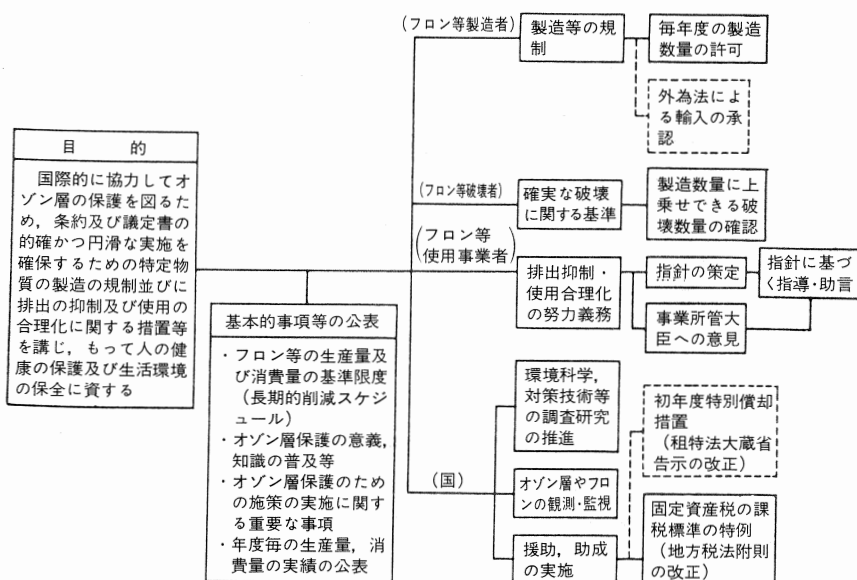 目　的
国際的に協力してオ
ゾン層の保護を図るた
め，条約及び議定書の
的確かつ円滑な実施を
確保するための特定物
質の製造の規制並びに
排出の抑制及び使用の
合理化に関する措置等
を講じ，もって人の健
康の保護及び生活環境
の保全に資する
基本的事項等の公表
・フロン等の生産量及
び消費量の基準限度
（長期的削減スケジ
ュール）
・オゾン層保護の意義，
知識の普及等
・オゾン層保護のため
の施策の実施に関す
る重要な事項
・年度毎の生産量，消
費量の実績の公表
(フロン等製造者)
製造等の規
制
毎年度の製造
数量の許可
外為法によ
る輸入の承
認
(フロン等破壊者)
確実な破壊
に関する基準
製造数量に上
乗せできる破
壊数量の確認
(フロン等
使用事業者)
排出抑制・
使用合理化
の努力義務
指針の策定
事業所管大
臣への意見
指針に基づ
く指導・助言
(国)
環境科学，
対策技術等
の調査研究
の推進
オゾン層やフロ
ンの観測・監視
援助，助成
の実施
初年度特別償却
措置
（租特法大蔵省
告示の改正）
固定資産税の課
税標準の特例
（地方税法附則
の改正）